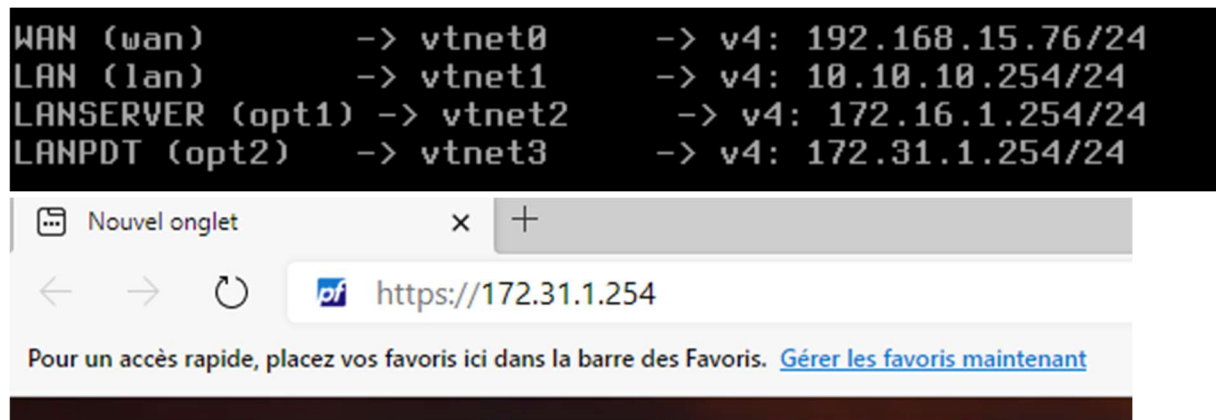 WAN (wan) -> vtnet0 -> v4: 192.168.15.76/24
LAN (lan) -> vtnet1 -> v4: 10.10.10.254/24
LANSERVER (opt1) -> vtnet2 -> v4: 172.16.1.254/24
LANPDT (opt2) -> vtnet3 -> v4: 172.31.1.254/24
Nouvel onglet
pf https://172.31.1.254
Pour un accès rapide, placez vos favoris ici dans la barre des Favoris. Gérer les favoris maintenant